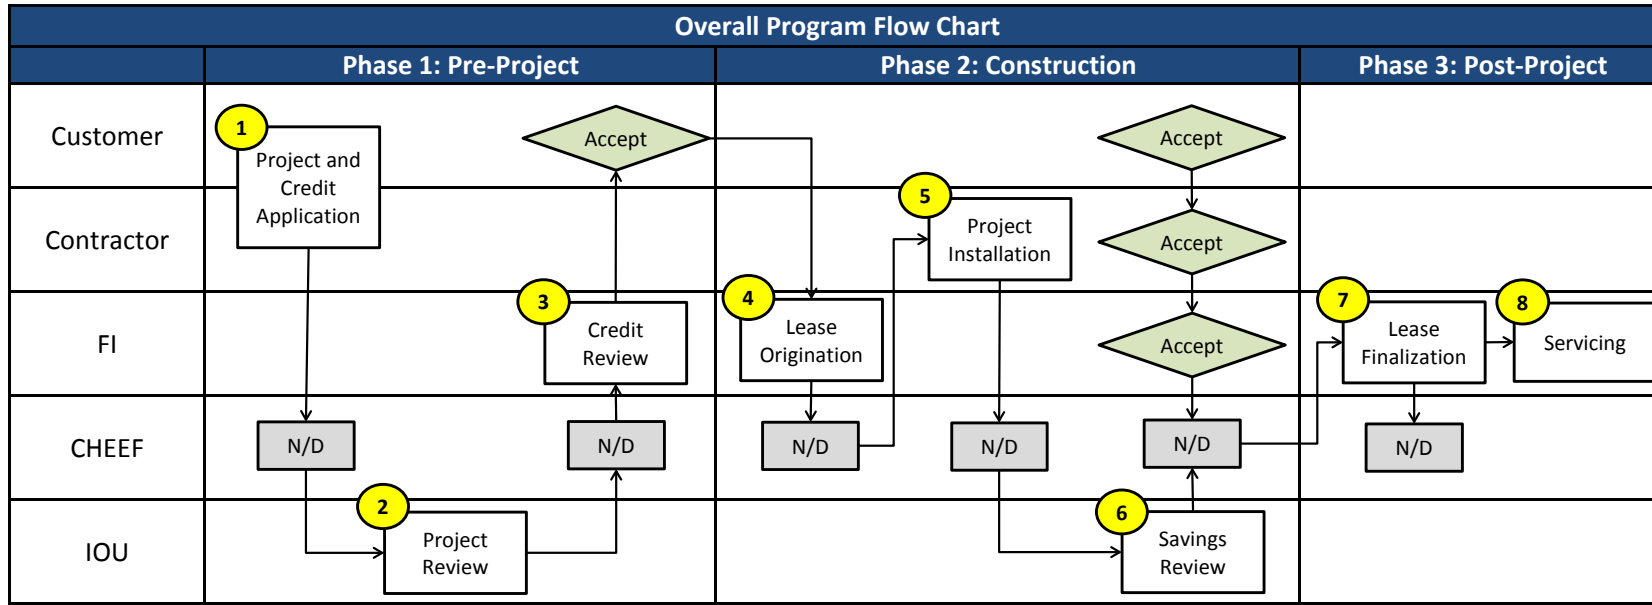 Overall Program Flow Chart
Phase 1: Pre-Project
Phase 2: Construction
Phase 3: Post-Project
Customer
1
Project and
Credit
Application
Accept
Accept
Contractor
5
Project
Installation
Accept
FI
3
Credit
Review
4
Lease
Origination
Accept
7
Lease
Finalization
8
Servicing
CHEEF
N/D
N/D
N/D
N/D
N/D
N/D
IOU
2
Project
Review
6
Savings
Review